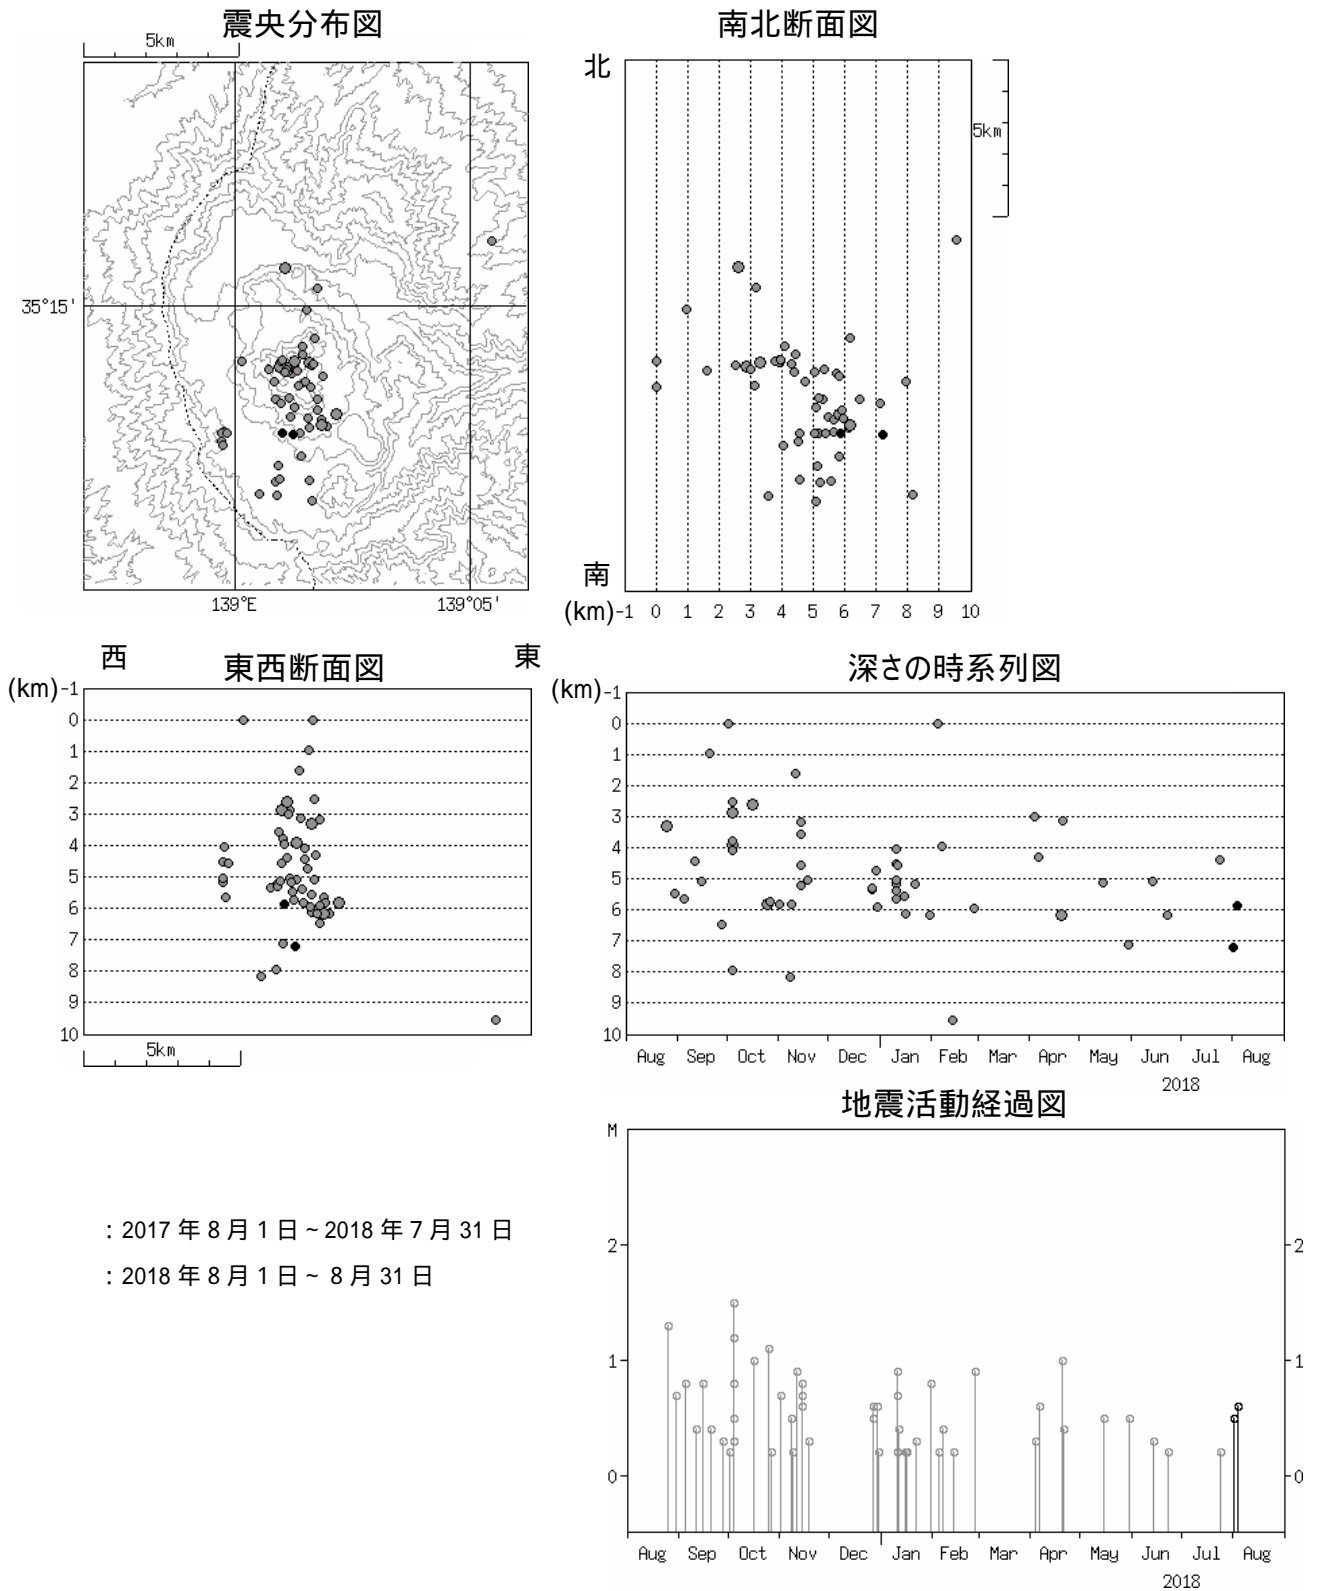 震央分布図
5km
35°15'
139°E
139°05'
南北断面図
北
5km
南
(km) -1 0 1 2 3 4 5 6 7 8 9 10
西
東西断面図
東
(km) -1
0
1
2
3
4
5
6
7
8
9
10
5km
深さの時系列図
(km) -1
0
1
2
3
4
5
6
7
8
9
10
Aug Sep Oct Nov Dec Jan Feb Mar Apr May Jun Jul Aug
2018
地震活動経過図
M
2 2
1 1
0 0
Aug Sep Oct Nov Dec Jan Feb Mar Apr May Jun Jul Aug
2018
: 2017 年 8 月 1 日 ~ 2018 年 7 月 31 日
: 2018 年 8 月 1 日 ~ 8 月 31 日